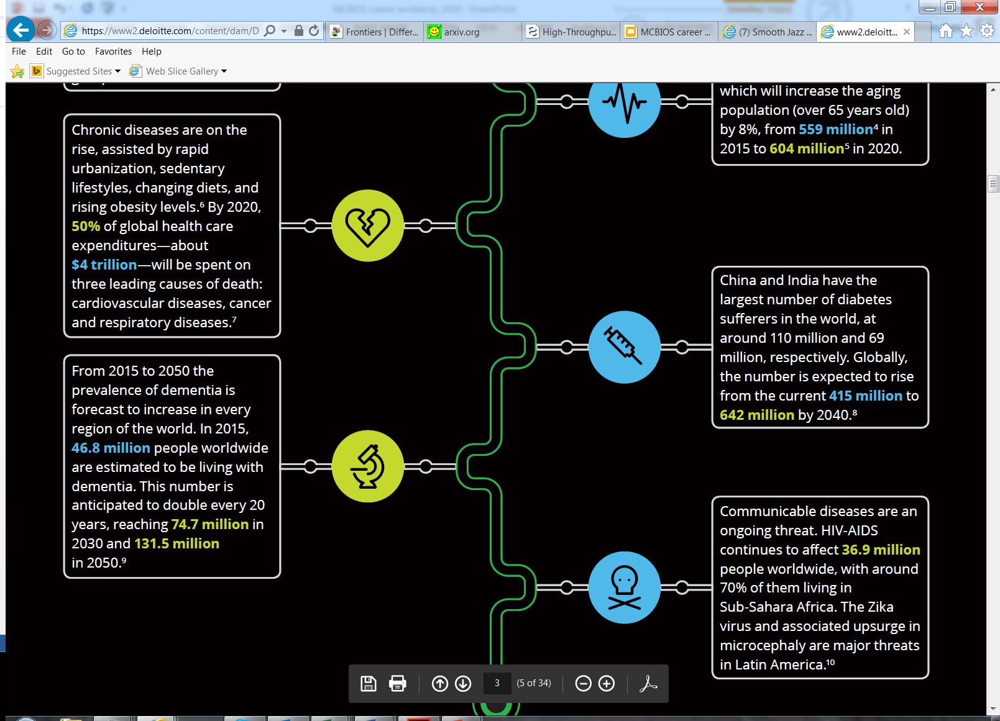 MCBIOS career workshop_2018 - PowerPoint
https://www2.deloitte.com/content/dam/D
Frontiers | Differ...
arxiv.org
High-Throughpu...
MCBIOS career ...
(7) Smooth Jazz ...
www2.deloitt...
File Edit Go to Favorites Help
Suggested Sites
Web Slice Gallery
which will increase the aging
population (over 65 years old)
by 8%, from 559 million⁴ in
2015 to 604 million⁵ in 2020.
Chronic diseases are on the
rise, assisted by rapid
urbanization, sedentary
lifestyles, changing diets, and
rising obesity levels.⁶ By 2020,
50% of global health care
expenditures—about
$4 trillion—will be spent on
three leading causes of death:
cardiovascular diseases, cancer
and respiratory diseases.⁷
China and India have the
largest number of diabetes
sufferers in the world, at
around 110 million and 69
million, respectively. Globally,
the number is expected to rise
from the current 415 million to
642 million by 2040.⁸
From 2015 to 2050 the
prevalence of dementia is
forecast to increase in every
region of the world. In 2015,
46.8 million people worldwide
are estimated to be living with
dementia. This number is
anticipated to double every 20
years, reaching 74.7 million in
2030 and 131.5 million
in 2050.⁹
Communicable diseases are an
ongoing threat. HIV-AIDS
continues to affect 36.9 million
people worldwide, with around
70% of them living in
Sub-Sahara Africa. The Zika
virus and associated upsurge in
microcephaly are major threats
in Latin America.¹⁰
3 (5 of 34)